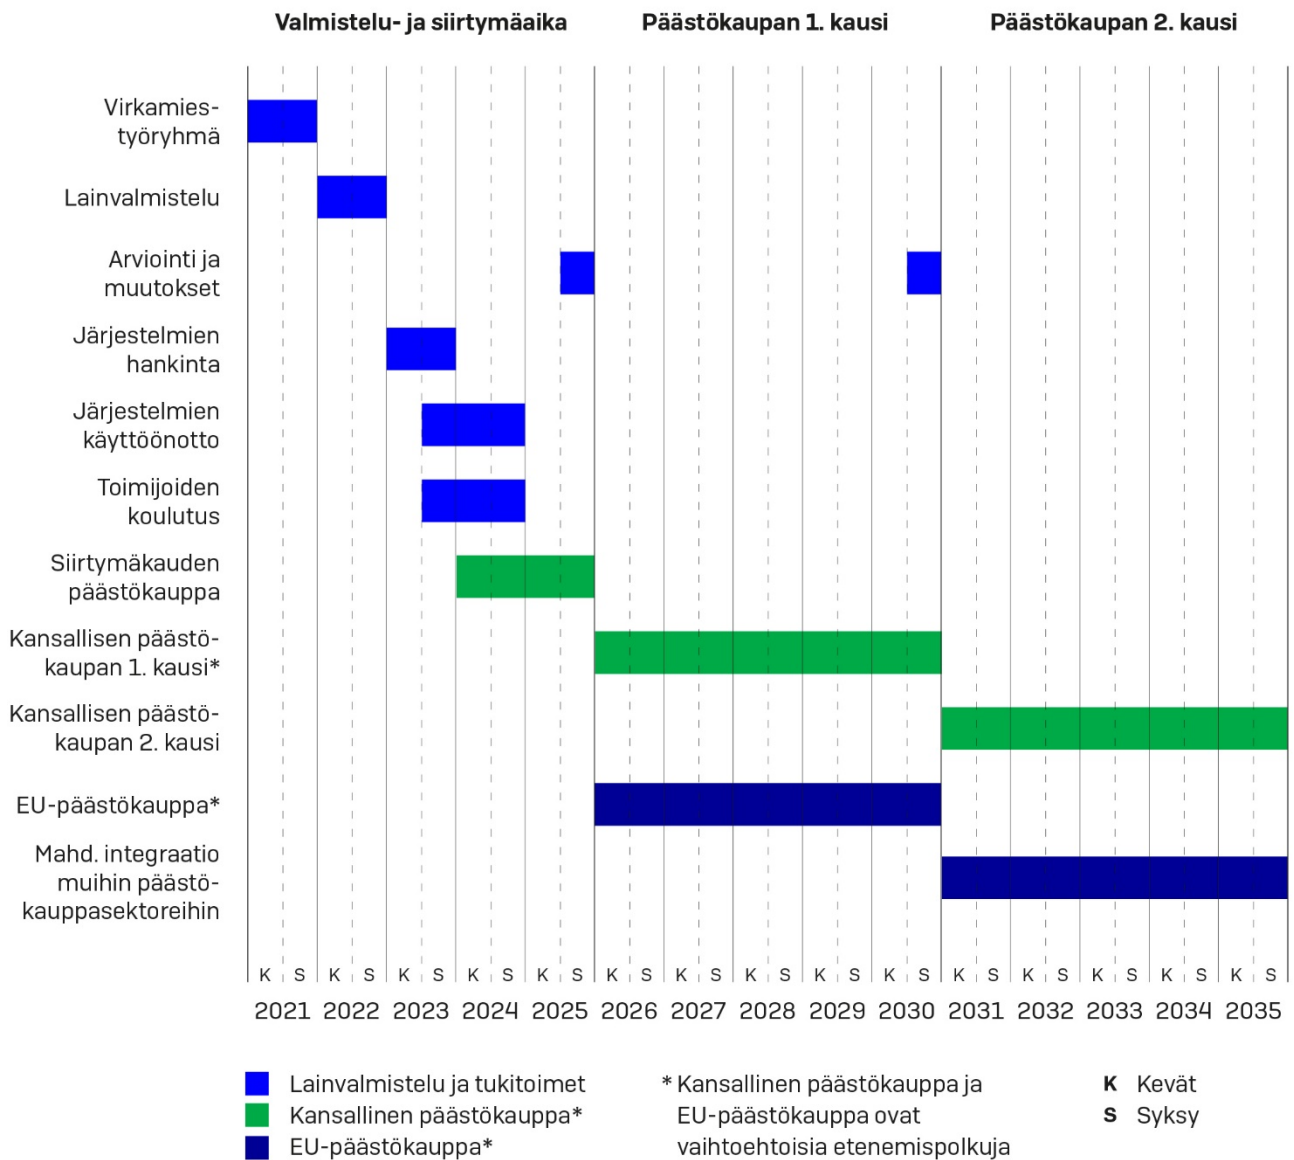 Valmistelu- ja siirtymäaika
Päästökaupan 1. kausi
Päästökaupan 2. kausi
Virkamies-
työryhmä
Lainvalmistelu
Arviointi ja
muutokset
Järjestelmien
hankinta
Järjestelmien
käyttöönotto
Toimijoiden
koulutus
Siirtymäkauden
päästökauppa
Kansallisen päästö-
kaupan 1. kausi*
Kansallisen päästö-
kaupan 2. kausi
EU-päästökauppa*
Mahd. integraatio
muihin päästö-
kauppasektoreihin
K S K S K S K S K S K S K S K S K S K S K S K S K S K S K S
2021 2022 2023 2024 2025 2026 2027 2028 2029 2030 2031 2032 2033 2034 2035
Lainvalmistelu ja tukitoimet
Kansallinen päästökauppa*
EU-päästökauppa*
* Kansallinen päästökauppa ja
EU-päästökauppa ovat
vaihtoehtoisia etenemispolkuja
K Kevät
S Syksy